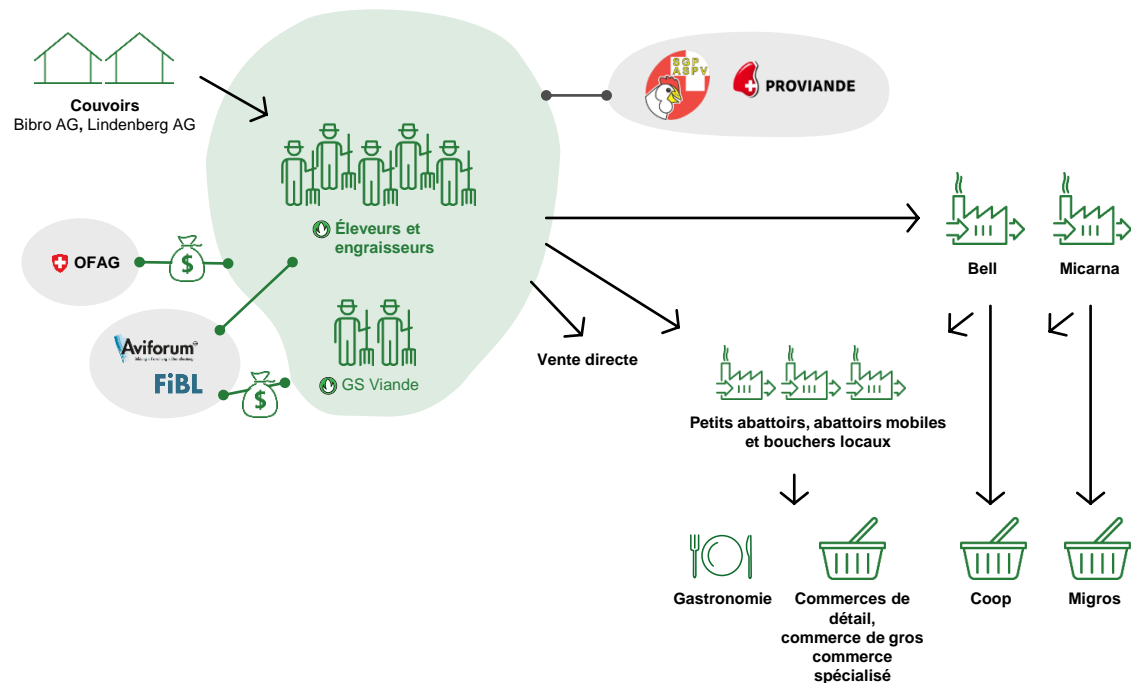 Couvoirs
Bibro AG, Lindenberg AG
SGP
ASPV
PROVIANDE
Éleveurs et
engraisseurs
OFAG
$
Aviforum
FiBL
$
GS Viande
Vente directe
Bell
Micarna
Petits abattoirs, abattoirs mobiles
et bouchers locaux
Gastronomie
Commerces de
détail,
commerce de gros
commerce
spécialisé
Coop
Migros